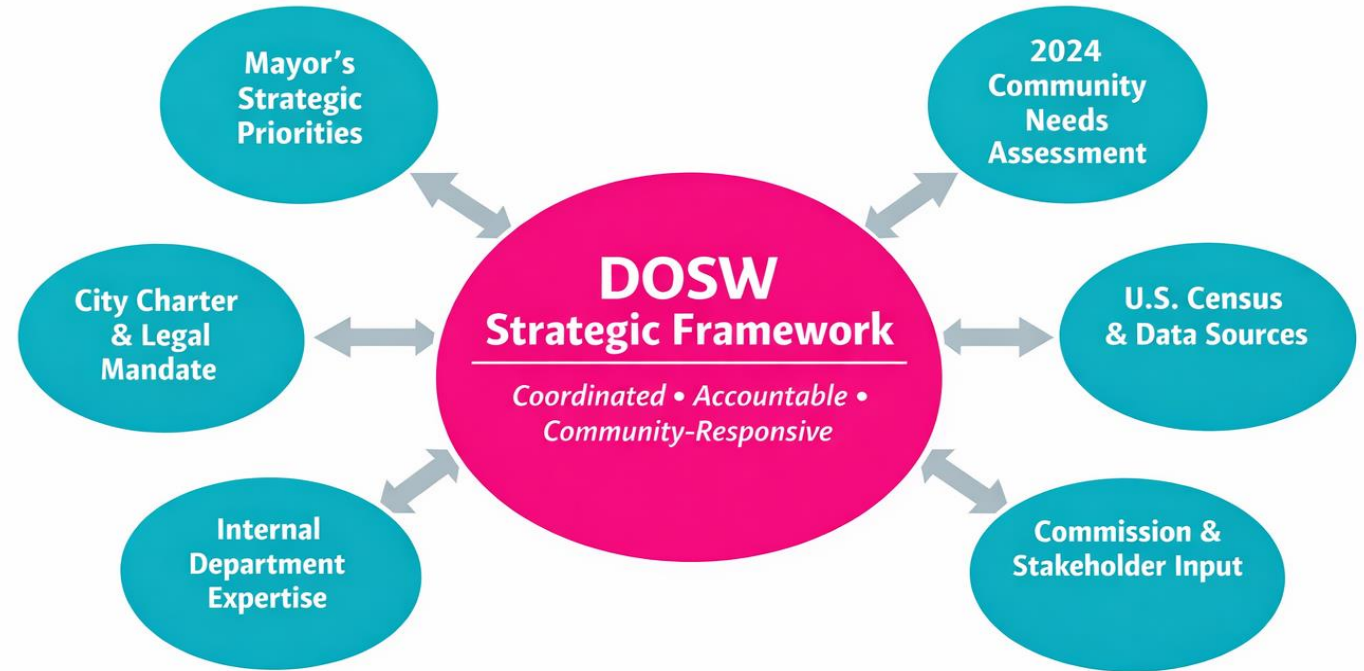 Mayor's
Strategic
Priorities
2024
Community
Needs
Assessment
City Charter
& Legal
Mandate
DOSW
Strategic Framework
Coordinated • Accountable •
Community-Responsive
U.S. Census
& Data Sources
Internal
Department
Expertise
Commission &
Stakeholder Input